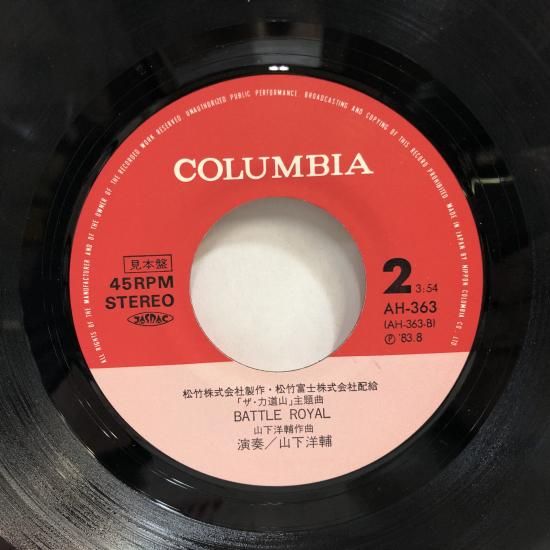 ALL RIGHTS OF THE MANUFACTURER AND OF THE OWNER OF THE RECORDED WORK RESERVED. UNAUTHORIZED PUBLIC PERFORMANCE. BROADCASTING AND COPYING OF THIS RECORD PROHIBITED. MADE IN JAPAN BY NIPPON COLUMBIA CO. LTD.
COLUMBIA
見本盤
45RPM
STEREO
JASRAC
2 3:54
AH-363
(AH-363-B)
Ⓟ '83.8
松竹株式会社製作・松竹富士株式会社配給
「ザ・力道山」主題曲
BATTLE ROYAL
山下洋輔作曲
演奏/山下洋輔